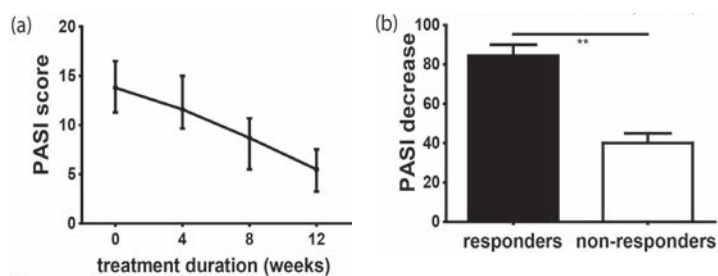 (a)
PASI score
20
15
10
5
0
0 4 8 12
treatment duration (weeks)
(b)
PASI decrease
100
80
60
40
20
0
**
responders non-responders